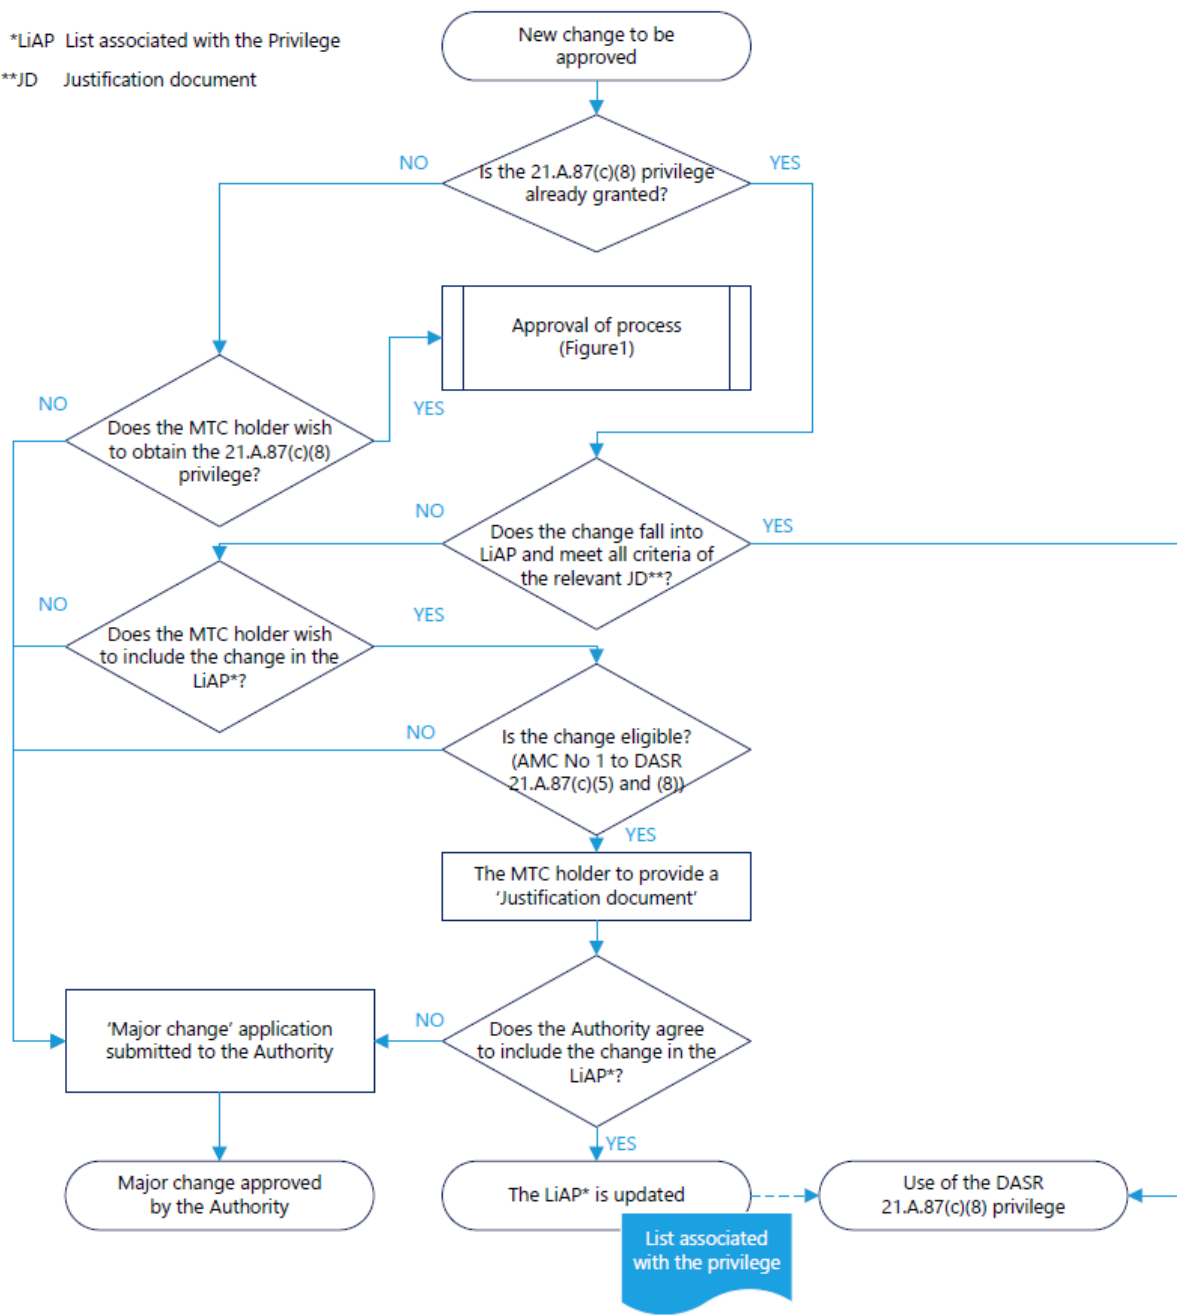 *LiAP List associated with the Privilege
**JD Justification document
New change to be
approved
NO
YES
Is the 21.A.87(c)(8) privilege
already granted?
Approval of process
(Figure1)
NO
YES
Does the MTC holder wish
to obtain the 21.A.87(c)(8)
privilege?
NO
YES
Does the change fall into
LiAP and meet all criteria of
the relevant JD**?
NO
YES
Does the MTC holder wish
to include the change in the
LiAP*?
NO
Is the change eligible?
(AMC No 1 to DASR
21.A.87(c)(5) and (8))
YES
The MTC holder to provide a
‘Justification document’
‘Major change’ application
submitted to the Authority
NO
Does the Authority agree
to include the change in the
LiAP*?
YES
Major change approved
by the Authority
The LiAP* is updated
Use of the DASR
21.A.87(c)(8) privilege
List associated
with the privilege